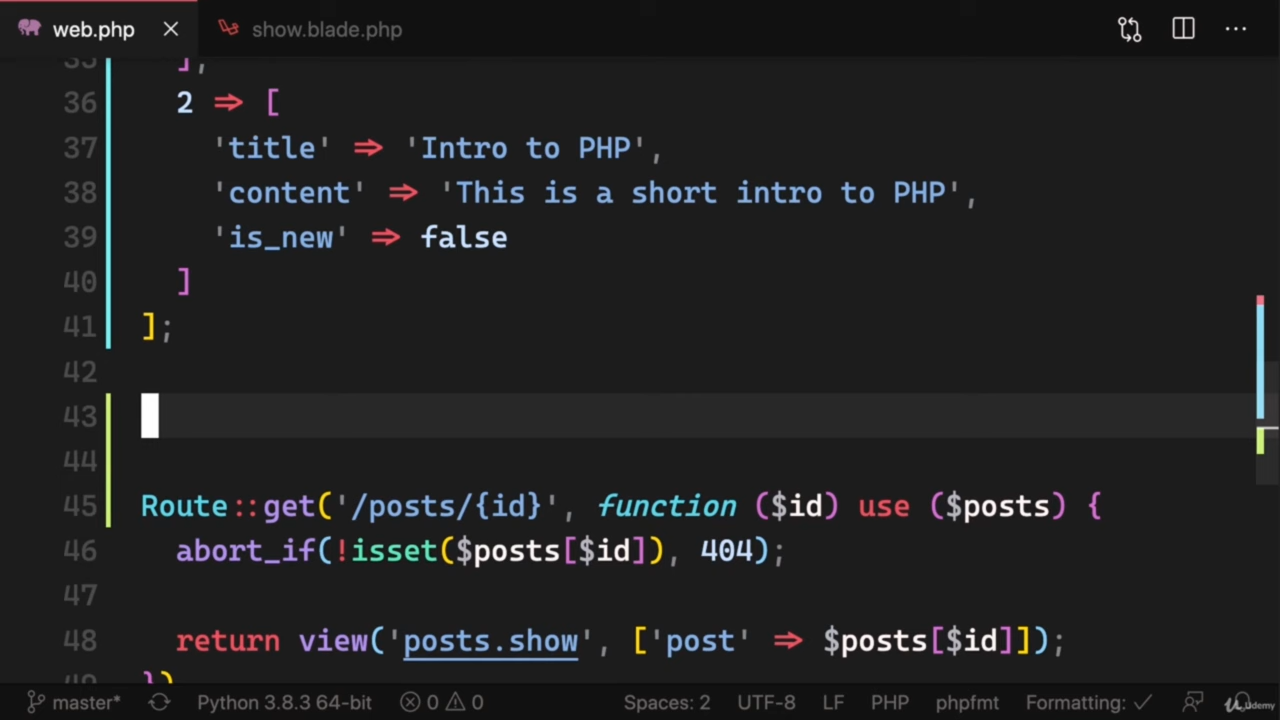 web.php show.blade.php
35 ],
36 2 => [
37 'title' => 'Intro to PHP',
38 'content' => 'This is a short intro to PHP',
39 'is_new' => false
40 ]
41 ];
42
43
44
45 Route::get('/posts/{id}', function ($id) use ($posts) {
46 abort_if(!isset($posts[$id]), 404);
47
48 return view('posts.show', ['post' => $posts[$id]]);
49 })
master* Python 3.8.3 64-bit 0 0 Spaces: 2 UTF-8 LF PHP phpfmt Formatting: ✓ Udemy